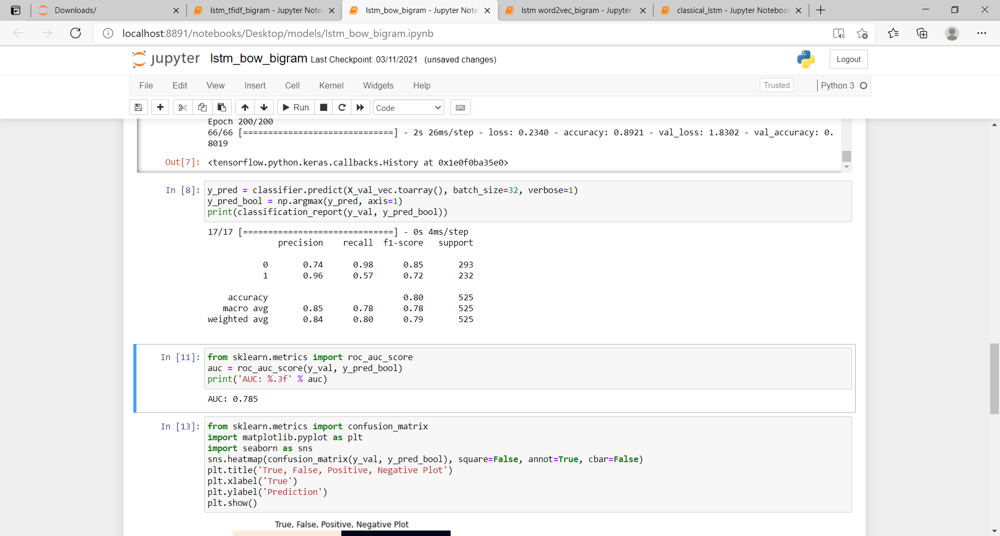 Downloads/
lstm_tfidf_bigram - Jupyter Note
lstm_bow_bigram - Jupyter Note
lstm word2vec_bigram - Jupyter
classical_lstm - Jupyter Noteboo
localhost:8891/notebooks/Desktop/models/lstm_bow_bigram.ipynb
jupyter lstm_bow_bigram Last Checkpoint: 03/11/2021 (unsaved changes)
Logout
File Edit View Insert Cell Kernel Widgets Help
Trusted
Python 3
Run
Code
Epoch 200/200
66/66 [==============================] - 2s 26ms/step - loss: 0.2340 - accuracy: 0.8921 - val_loss: 1.8302 - val_accuracy: 0.
8019
Out[7]: <tensorflow.python.keras.callbacks.History at 0x1e0f0ba35e0>
In [8]: y_pred = classifier.predict(X_val_vec.toarray(), batch_size=32, verbose=1)
y_pred_bool = np.argmax(y_pred, axis=1)
print(classification_report(y_val, y_pred_bool))
17/17 [==============================] - 0s 4ms/step
precision recall f1-score support
0 0.74 0.98 0.85 293
1 0.96 0.57 0.72 232
accuracy 0.80 525
macro avg 0.85 0.78 0.78 525
weighted avg 0.84 0.80 0.79 525
In [11]: from sklearn.metrics import roc_auc_score
auc = roc_auc_score(y_val, y_pred_bool)
print('AUC: %.3f' % auc)
AUC: 0.785
In [13]: from sklearn.metrics import confusion_matrix
import matplotlib.pyplot as plt
import seaborn as sns
sns.heatmap(confusion_matrix(y_val, y_pred_bool), square=False, annot=True, cbar=False)
plt.title('True, False, Positive, Negative Plot')
plt.xlabel('True')
plt.ylabel('Prediction')
plt.show()
True, False, Positive, Negative Plot